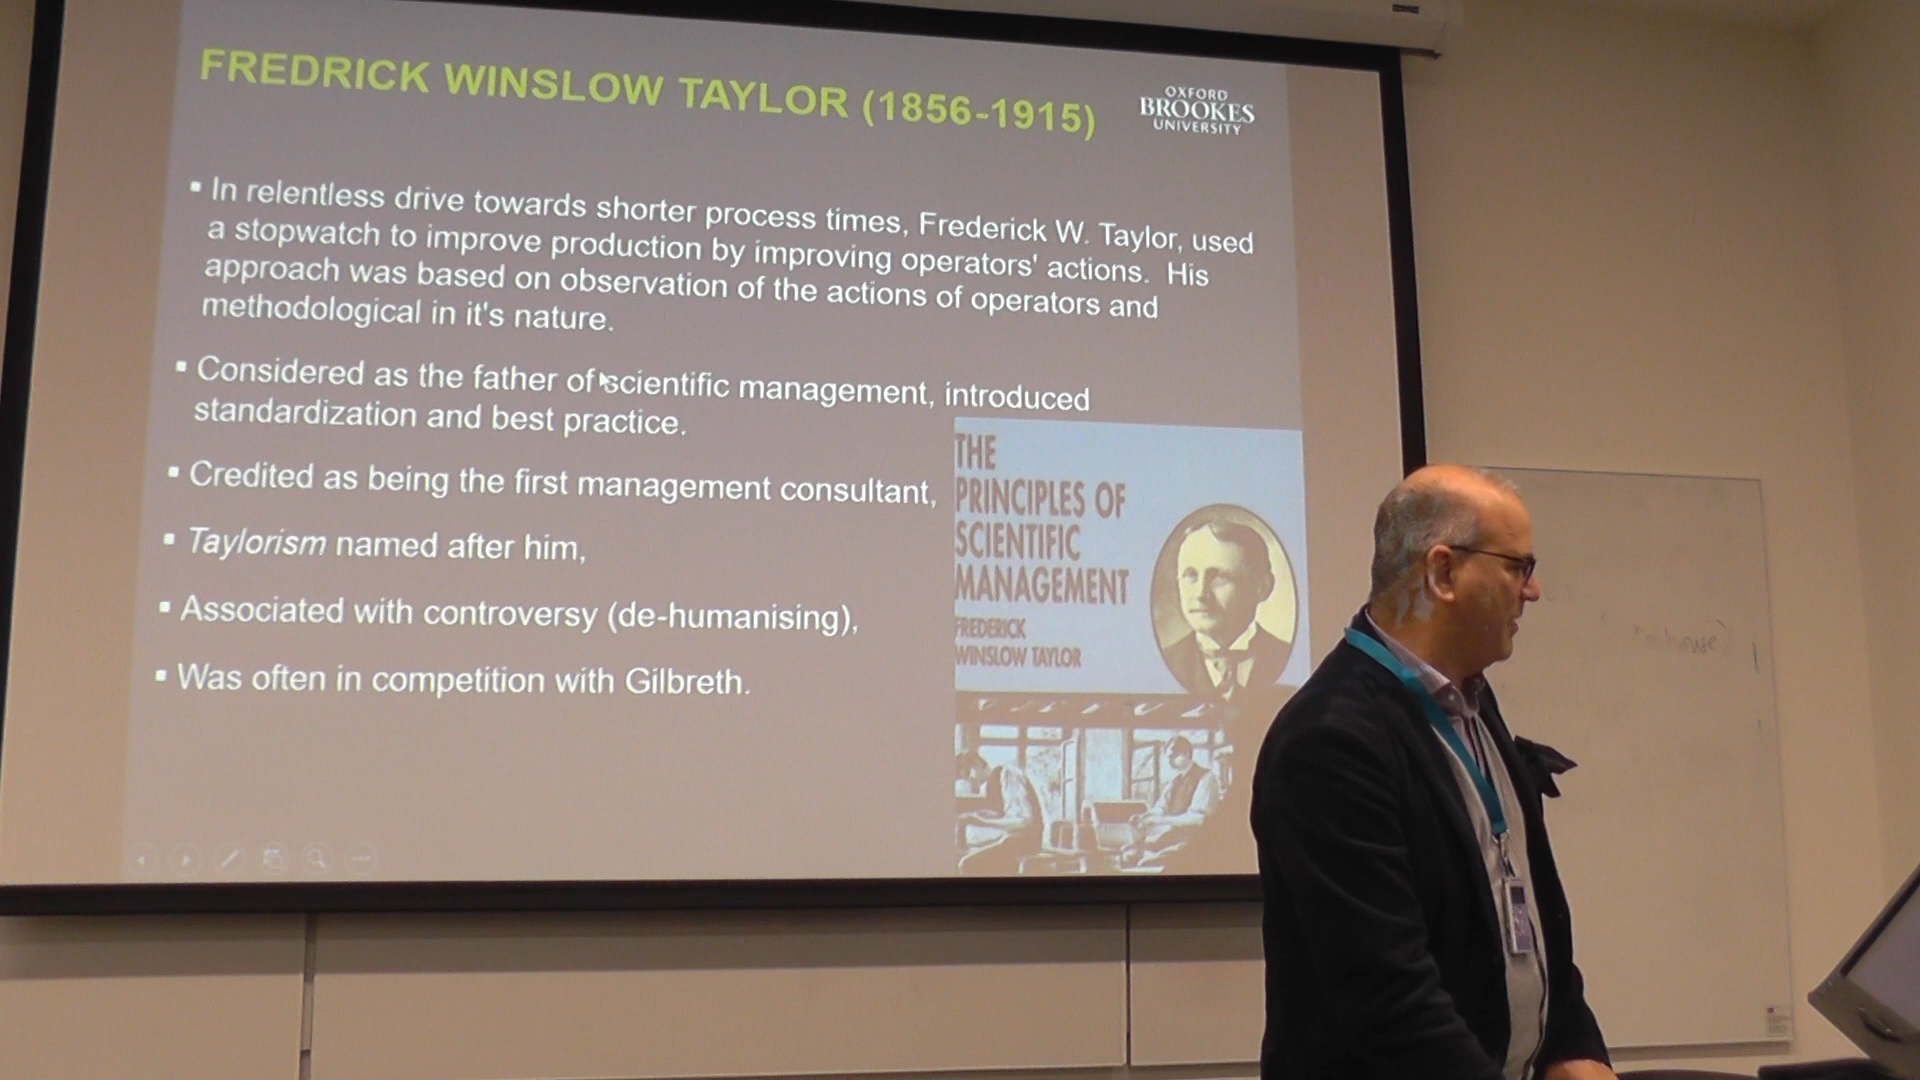 FREDRICK WINSLOW TAYLOR (1856-1915)
OXFORD
BROOKES
UNIVERSITY
▪ In relentless drive towards shorter process times, Frederick W. Taylor, used
a stopwatch to improve production by improving operators' actions. His
approach was based on observation of the actions of operators and
methodological in it's nature.
▪ Considered as the father of scientific management, introduced
standardization and best practice.
▪ Credited as being the first management consultant,
▪ Taylorism named after him,
▪ Associated with controversy (de-humanising),
▪ Was often in competition with Gilbreth.
THE
PRINCIPLES OF
SCIENTIFIC
MANAGEMENT
FREDERICK
WINSLOW TAYLOR